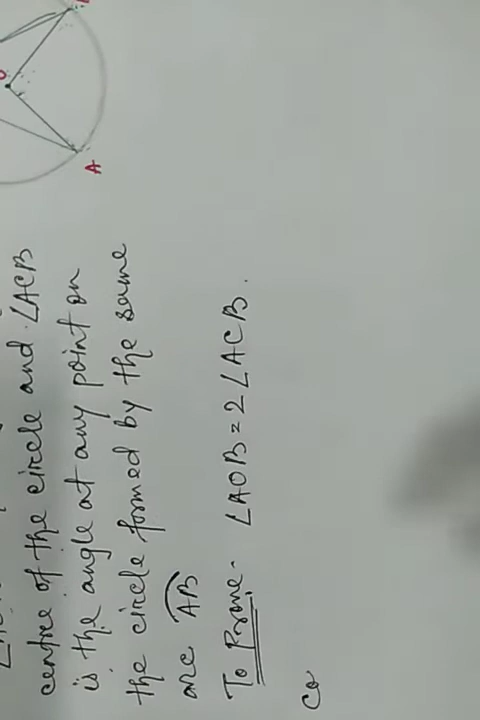 centre of the circle and ∠ACB
is the angle at any point on
the circle formed by the same
arc AB
To Prove - ∠AOB = 2 ∠ACB.
Co
O
A